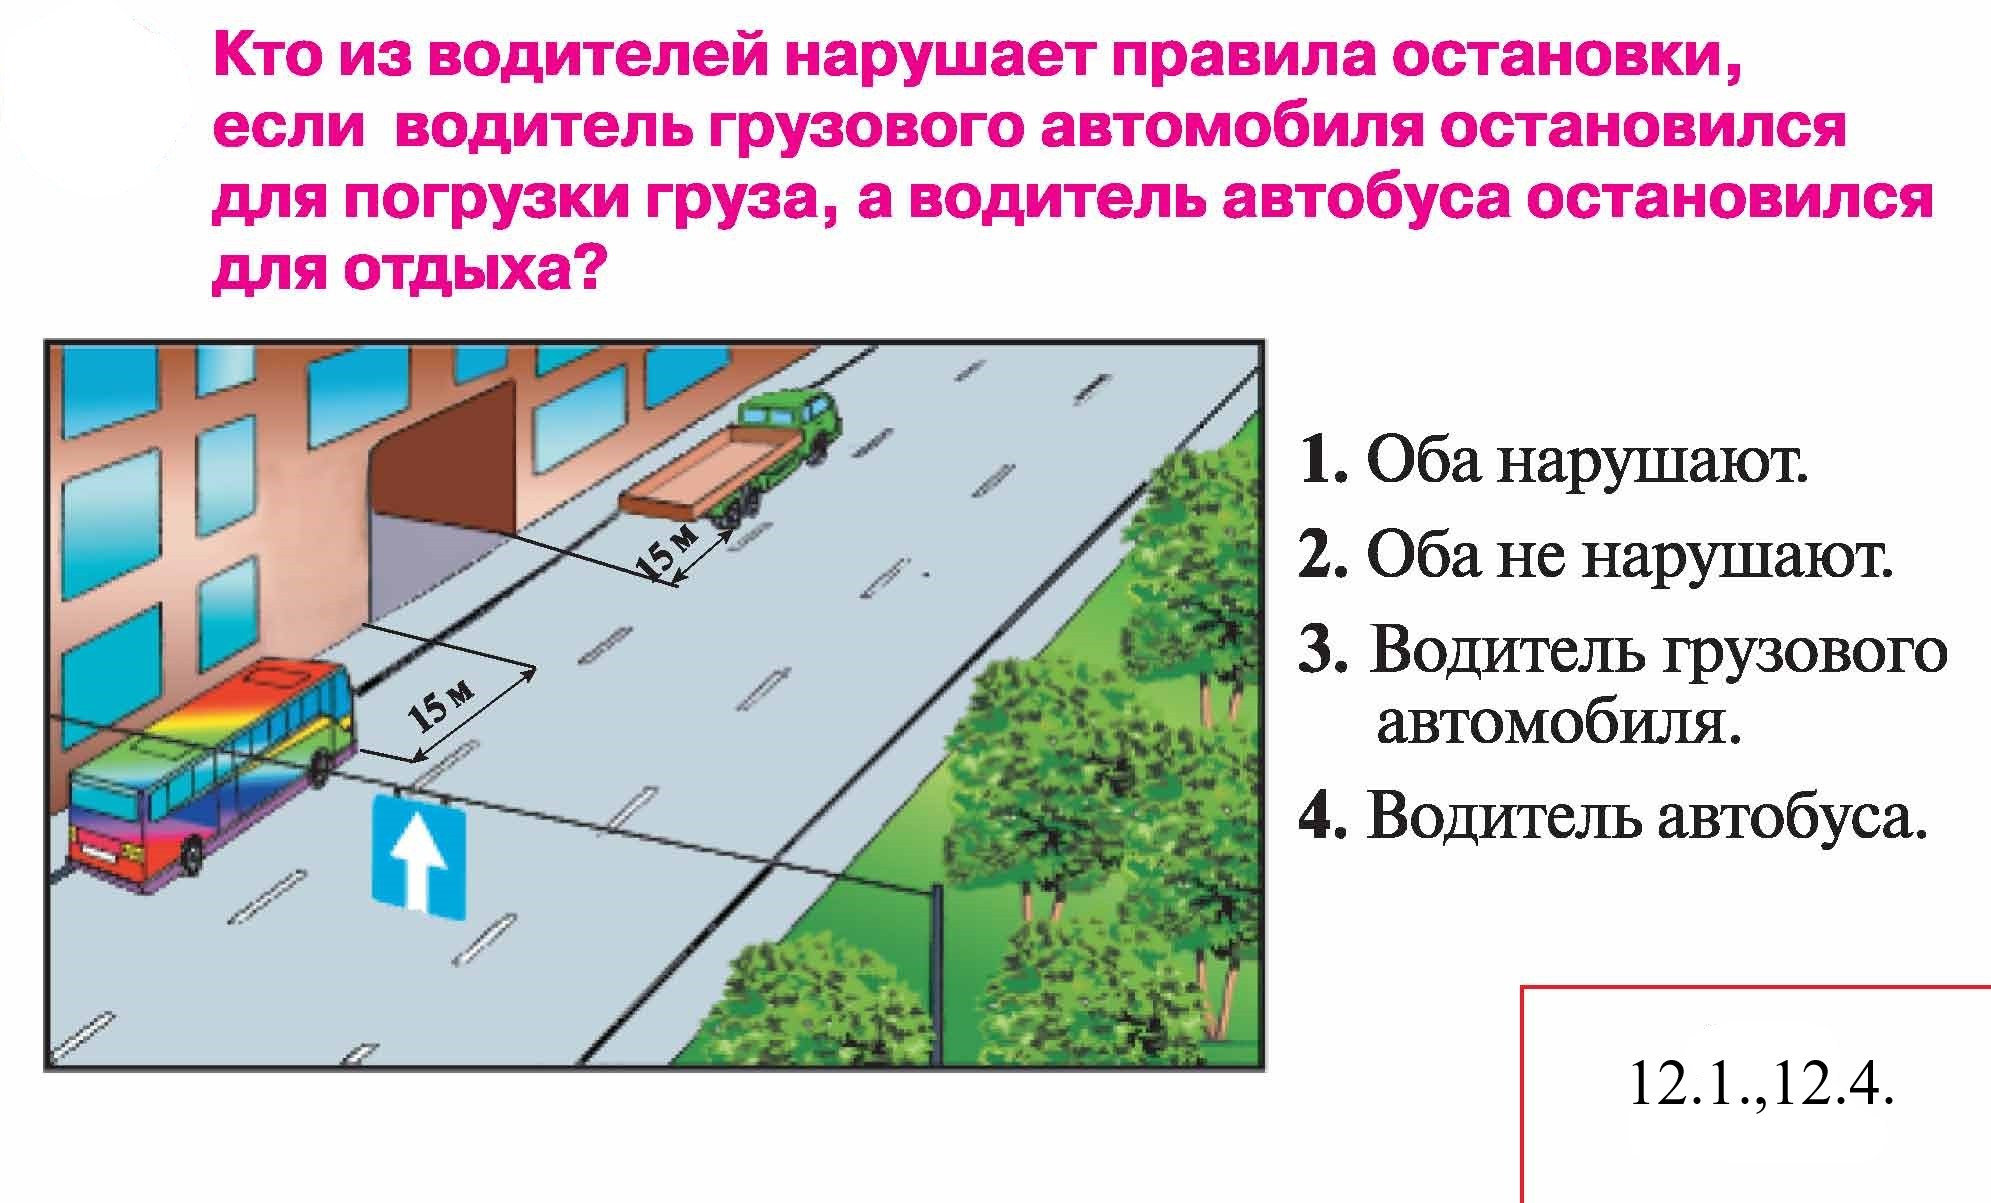 Кто из водителей нарушает правила остановки,
если водитель грузового автомобиля остановился
для погрузки груза, а водитель автобуса остановился
для отдыха?
15 м
15 м
1. Оба нарушают.
2. Оба не нарушают.
3. Водитель грузового
автомобиля.
4. Водитель автобуса.
12.1.,12.4.